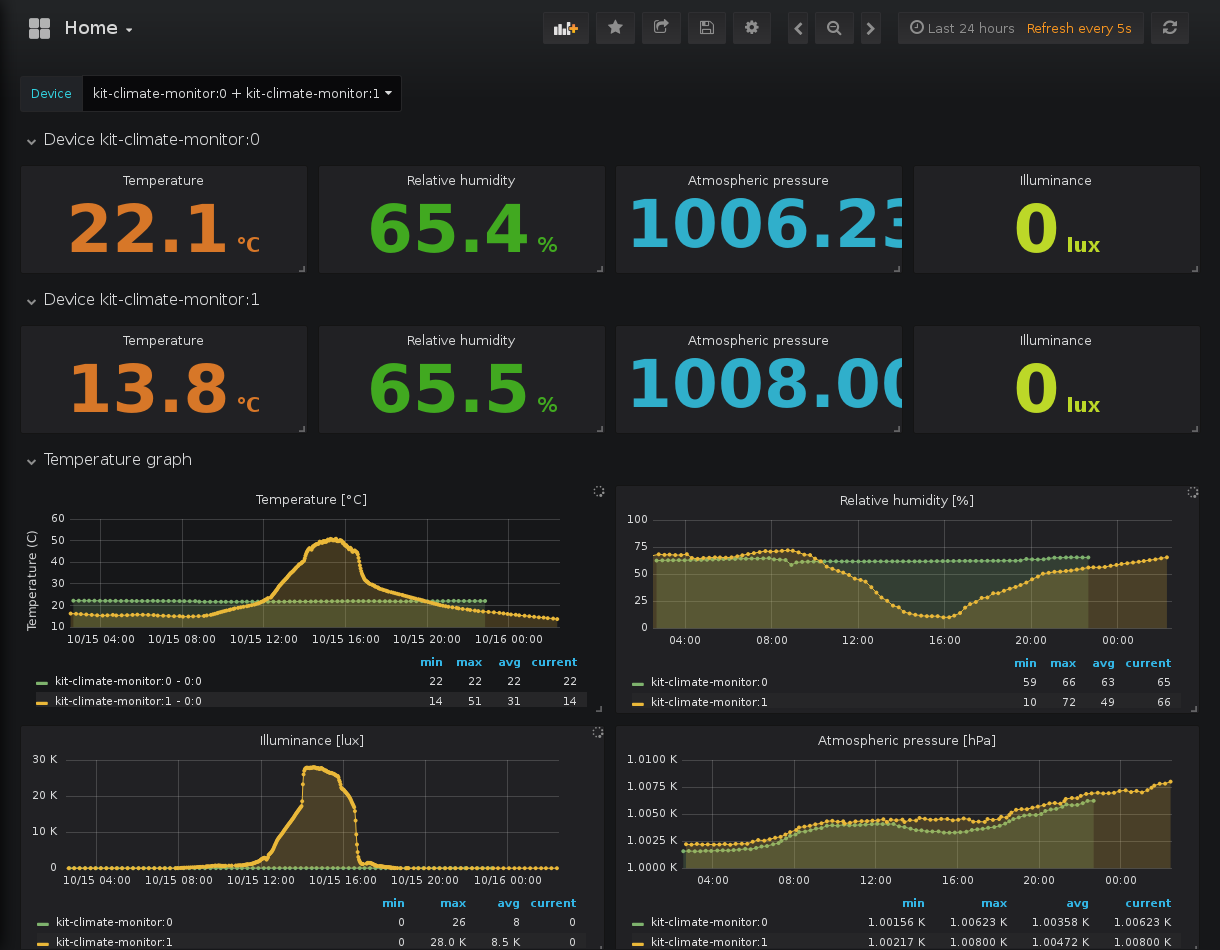 Home
Last 24 hours Refresh every 5s
Device kit-climate-monitor:0 + kit-climate-monitor:1
Device kit-climate-monitor:0
Temperature Relative humidity Atmospheric pressure Illuminance
22.1 °C 65.4 % 1006.23 0 lux
Device kit-climate-monitor:1
Temperature Relative humidity Atmospheric pressure Illuminance
13.8 °C 65.5 % 1008.00 0 lux
Temperature graph
Temperature [°C]
Temperature (C)
60
50
40
30
20
10
10/15 04:00 10/15 08:00 10/15 12:00 10/15 16:00 10/15 20:00 10/16 00:00
min max avg current
kit-climate-monitor:0 - 0:0 22 22 22 22
kit-climate-monitor:1 - 0:0 14 51 31 14
Relative humidity [%]
100
75
50
25
0
04:00 08:00 12:00 16:00 20:00 00:00
min max avg current
kit-climate-monitor:0 59 66 63 65
kit-climate-monitor:1 10 72 49 66
Illuminance [lux]
30 K
20 K
10 K
0
10/15 04:00 10/15 08:00 10/15 12:00 10/15 16:00 10/15 20:00 10/16 00:00
min max avg current
kit-climate-monitor:0 0 26 8 0
kit-climate-monitor:1 0 28.0 K 8.5 K 0
Atmospheric pressure [hPa]
1.0100 K
1.0075 K
1.0050 K
1.0025 K
1.0000 K
04:00 08:00 12:00 16:00 20:00 00:00
min max avg current
kit-climate-monitor:0 1.00156 K 1.00623 K 1.00358 K 1.00623 K
kit-climate-monitor:1 1.00217 K 1.00800 K 1.00472 K 1.00800 K